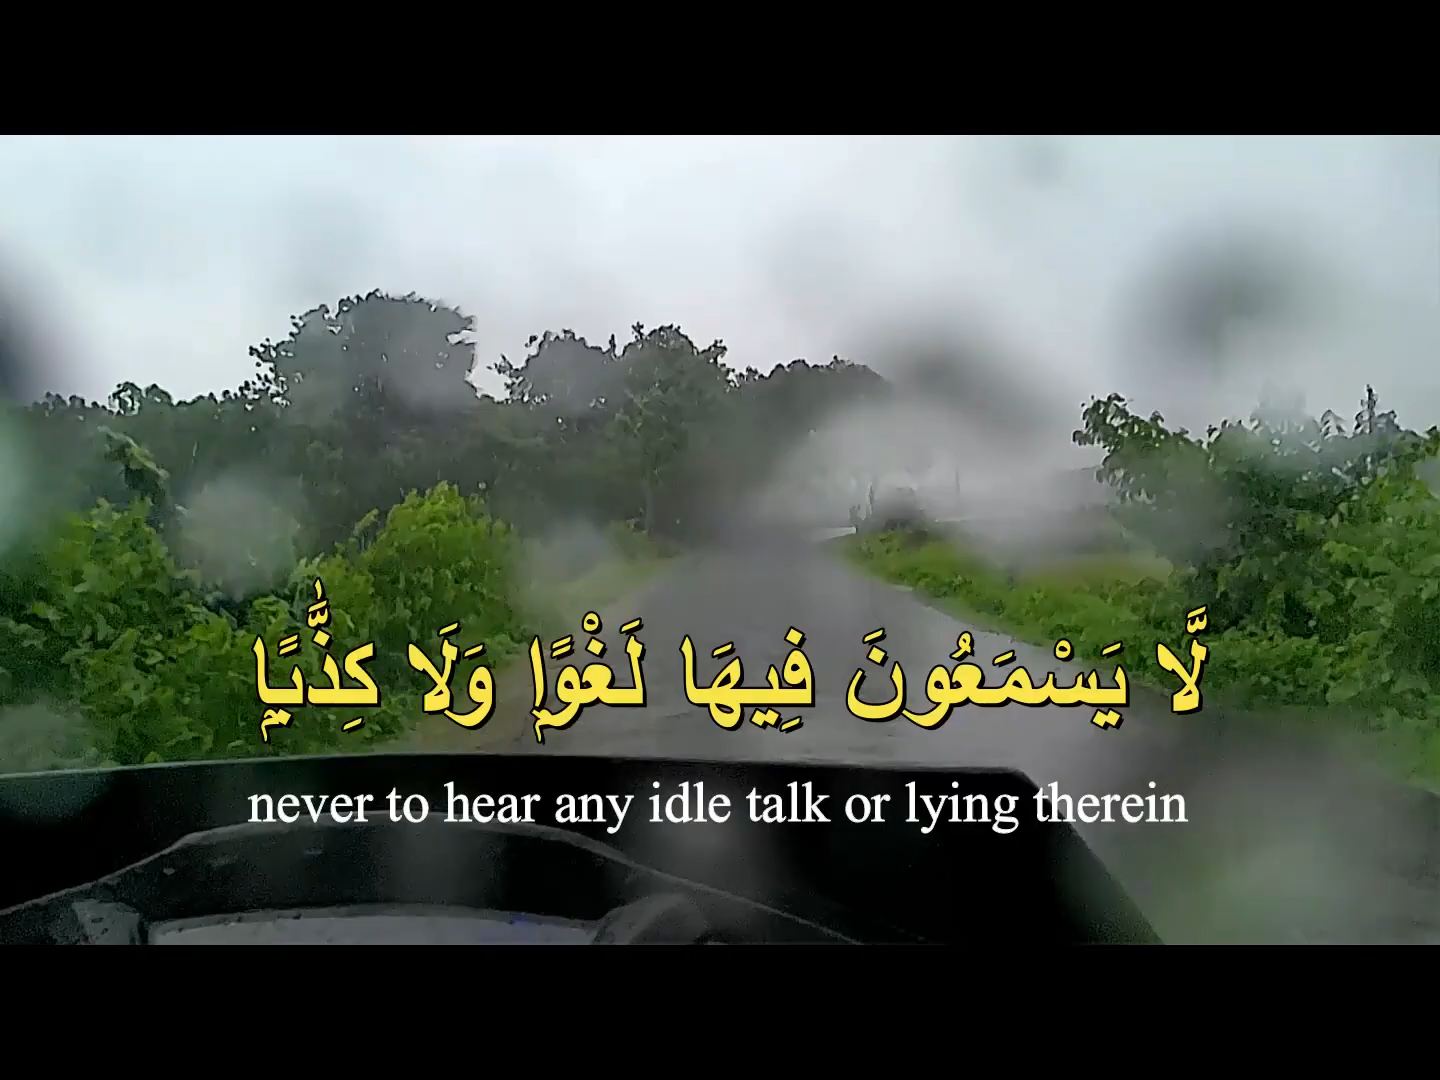 لَّا يَسْمَعُونَ فِيهَا لَغْوًۭا وَلَا كِذَّٰبًۭا
never to hear any idle talk or lying therein